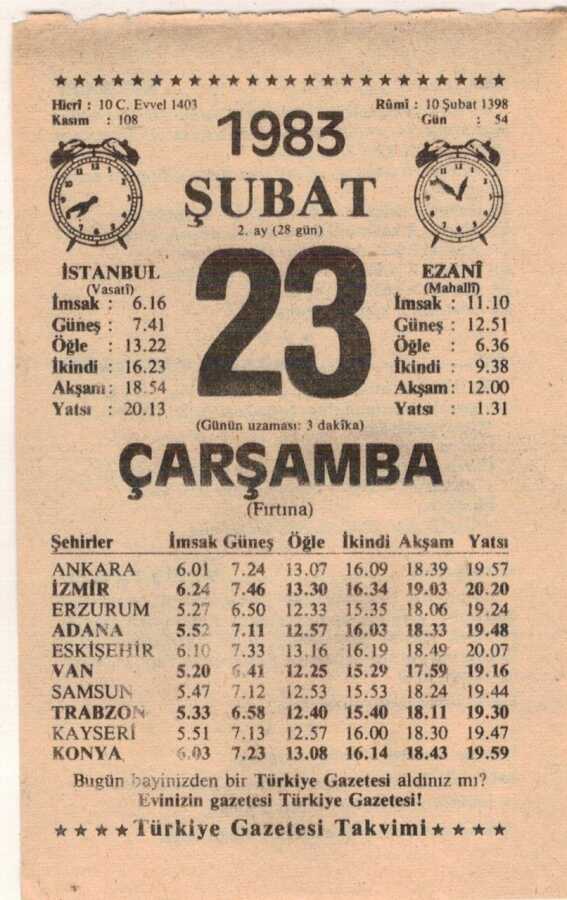 Hicrî : 10 C. Evvel 1403
Kasım : 108
Rûmî : 10 Şubat 1398
Gün : 54
1983
ŞUBAT
2. ay (28 gün)
23
İSTANBUL
(Vasatî)
İmsak : 6.16
Güneş : 7.41
Öğle : 13.22
İkindi : 16.23
Akşam : 18.54
Yatsı : 20.13
EZANÎ
(Mahallî)
İmsak : 11.10
Güneş : 12.51
Öğle : 6.36
İkindi : 9.38
Akşam : 12.00
Yatsı : 1.31
(Günün uzaması: 3 dakîka)
ÇARŞAMBA
(Fırtına)
Şehirler İmsak Güneş Öğle İkindi Akşam Yatsı
ANKARA 6.01 7.24 13.07 16.09 18.39 19.57
İZMİR 6.24 7.46 13.30 16.34 19.03 20.20
ERZURUM 5.27 6.50 12.33 15.35 18.06 19.24
ADANA 5.52 7.11 12.57 16.03 18.33 19.48
ESKİŞEHİR 6.10 7.33 13.16 16.19 18.49 20.07
VAN 5.20 6.41 12.25 15.29 17.59 19.16
SAMSUN 5.47 7.12 12.53 15.53 18.24 19.44
TRABZON 5.33 6.58 12.40 15.40 18.11 19.30
KAYSERİ 5.51 7.13 12.57 16.00 18.30 19.47
KONYA 6.03 7.23 13.08 16.14 18.43 19.59
Bugün bayinizden bir Türkiye Gazetesi aldınız mı?
Evinizin gazetesi Türkiye Gazetesi!
★★★★Türkiye Gazetesi Takvimi★★★★